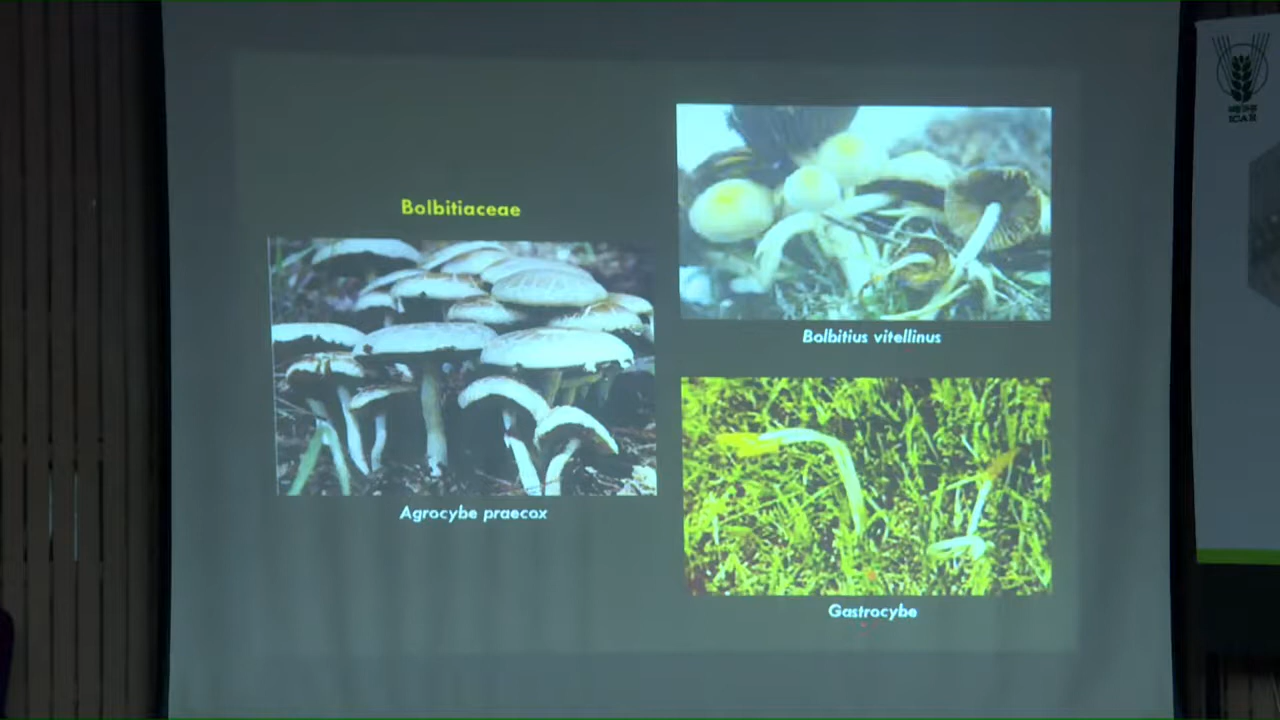 Bolbitiaceae
Agrocybe praecox
Bolbitius vitellinus
Gastrocybe
ICAR